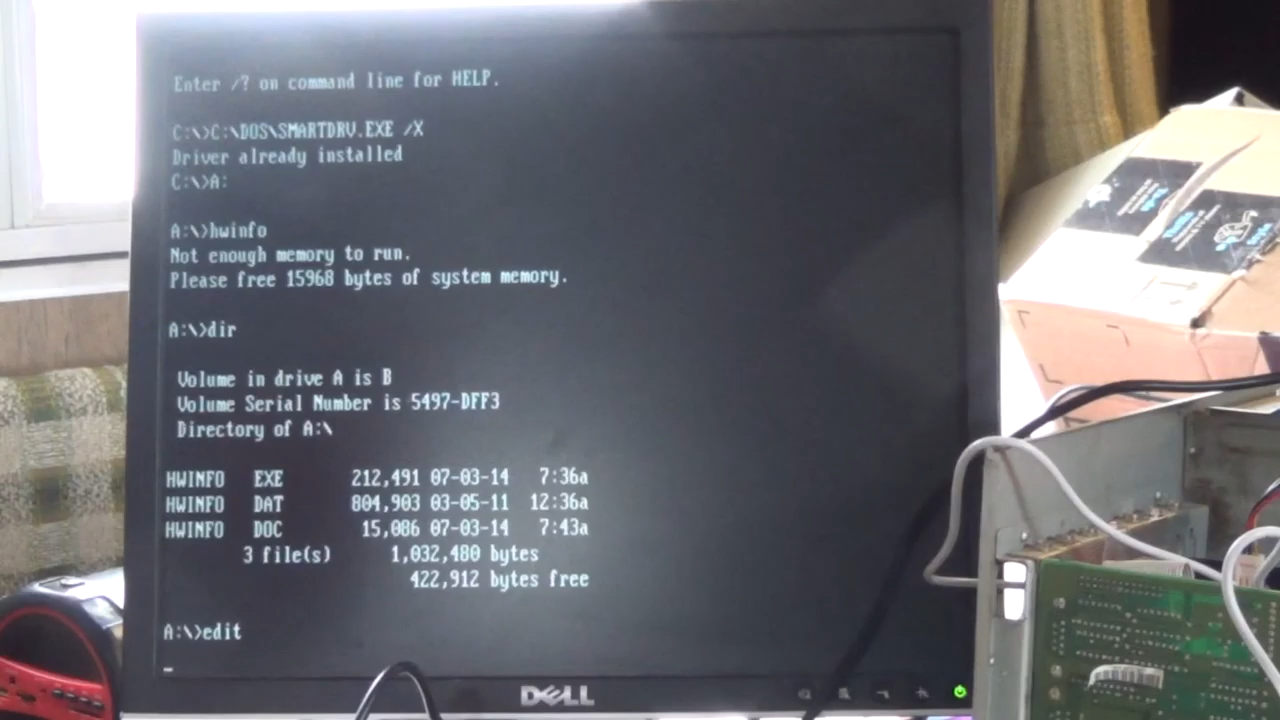 Enter /? on command line for HELP.
C:\>C:\DOS\SMARTDRV.EXE /X
Driver already installed
C:\>A:
A:\>hwinfo
Not enough memory to run.
Please free 15968 bytes of system memory.
A:\>dir
Volume in drive A is B
Volume Serial Number is 5497-DFF3
Directory of A:\
HWINFO EXE 212,491 07-03-14 7:36a
HWINFO DAT 804,903 03-05-11 12:36a
HWINFO DOC 15,086 07-03-14 7:43a
3 file(s) 1,032,480 bytes
422,912 bytes free
A:\>edit
DELL